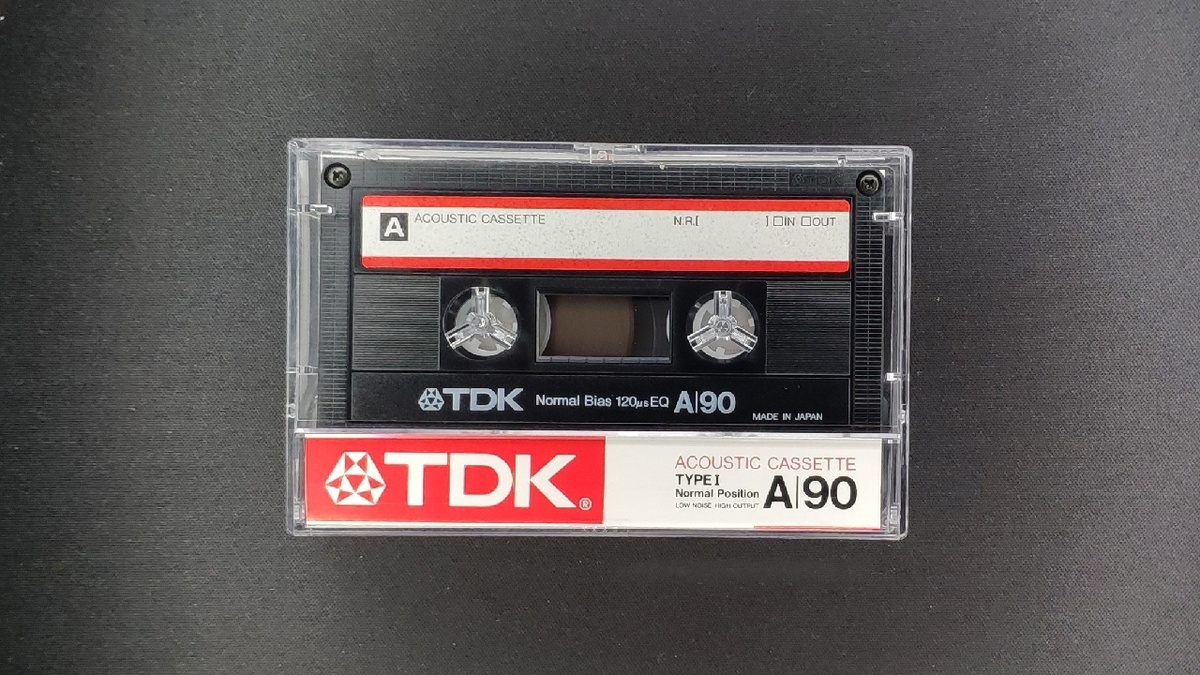 A ACOUSTIC CASSETTE N.R.[ ] □IN □OUT
TDK Normal Bias 120μs EQ A|90
MADE IN JAPAN
TDK®
ACOUSTIC CASSETTE
TYPE I
Normal Position A|90
LOW NOISE HIGH OUTPUT